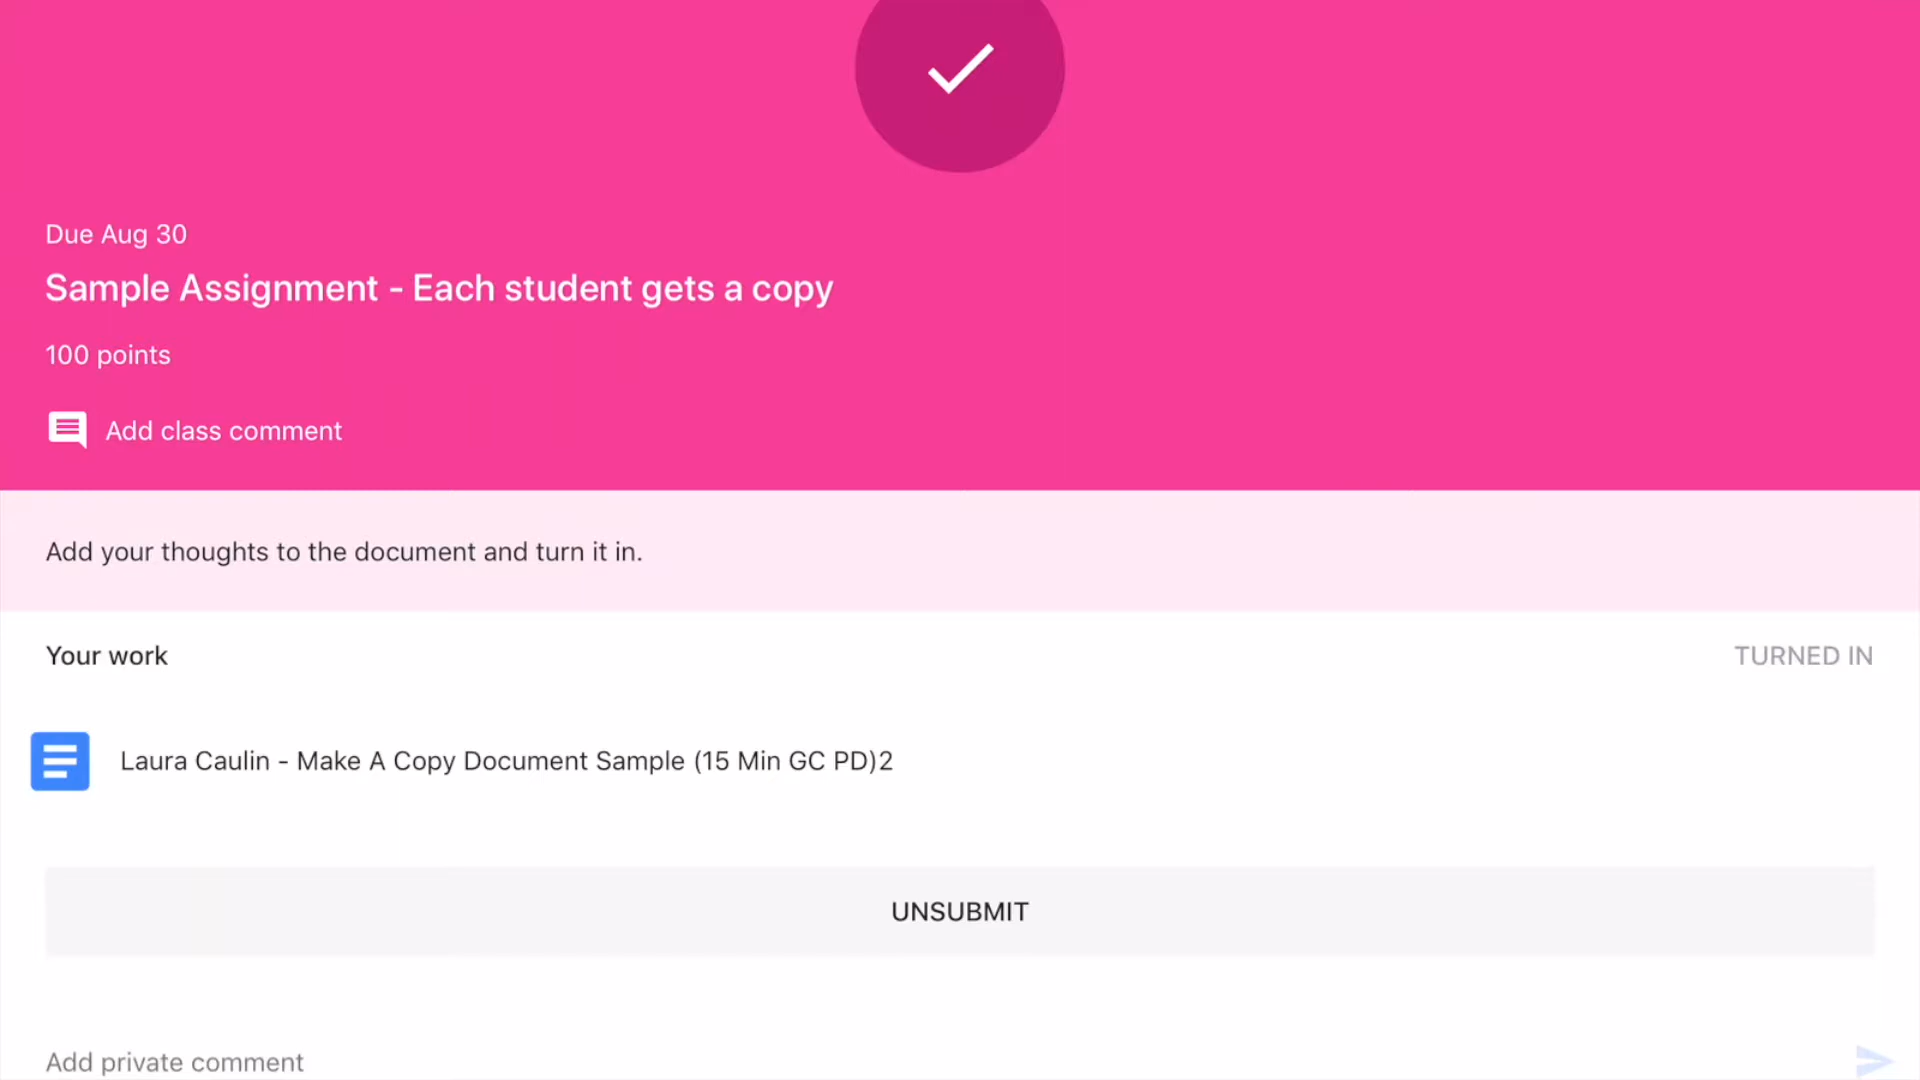 Due Aug 30
Sample Assignment - Each student gets a copy
100 points
Add class comment
Add your thoughts to the document and turn it in.
Your work
TURNED IN
Laura Caulin - Make A Copy Document Sample (15 Min GC PD)2
UNSUBMIT
Add private comment